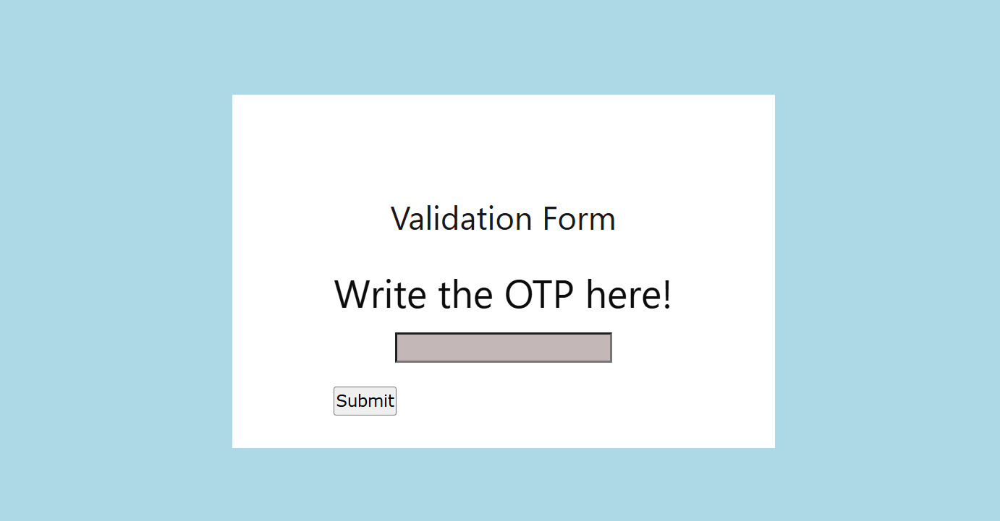 Validation Form
Write the OTP here!
Submit